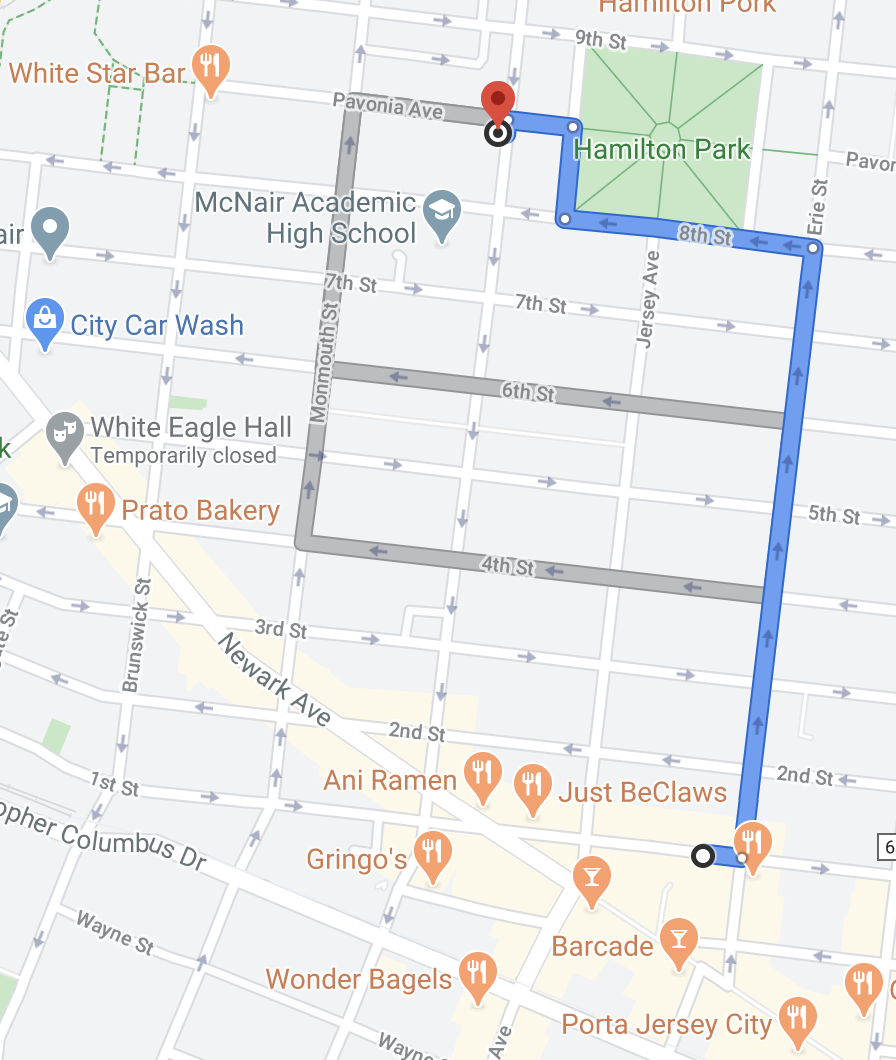 Hamilton Park
9th St
White Star Bar
Pavonia Ave
Hamilton Park
Pavor
McNair Academic
High School
Erie St
air
8th St
7th St
Jersey Ave
7th St
City Car Wash
Monmouth St
6th St
White Eagle Hall
Temporarily closed
k
Prato Bakery
5th St
4th St
Brunswick St
3rd St
Newark Ave
2nd St
2nd St
Ani Ramen
Just BeClaws
1st St
opher Columbus Dr
6
Gringo's
Wayne St
Barcade
Wonder Bagels
Porta Jersey City
Wayne
Ave